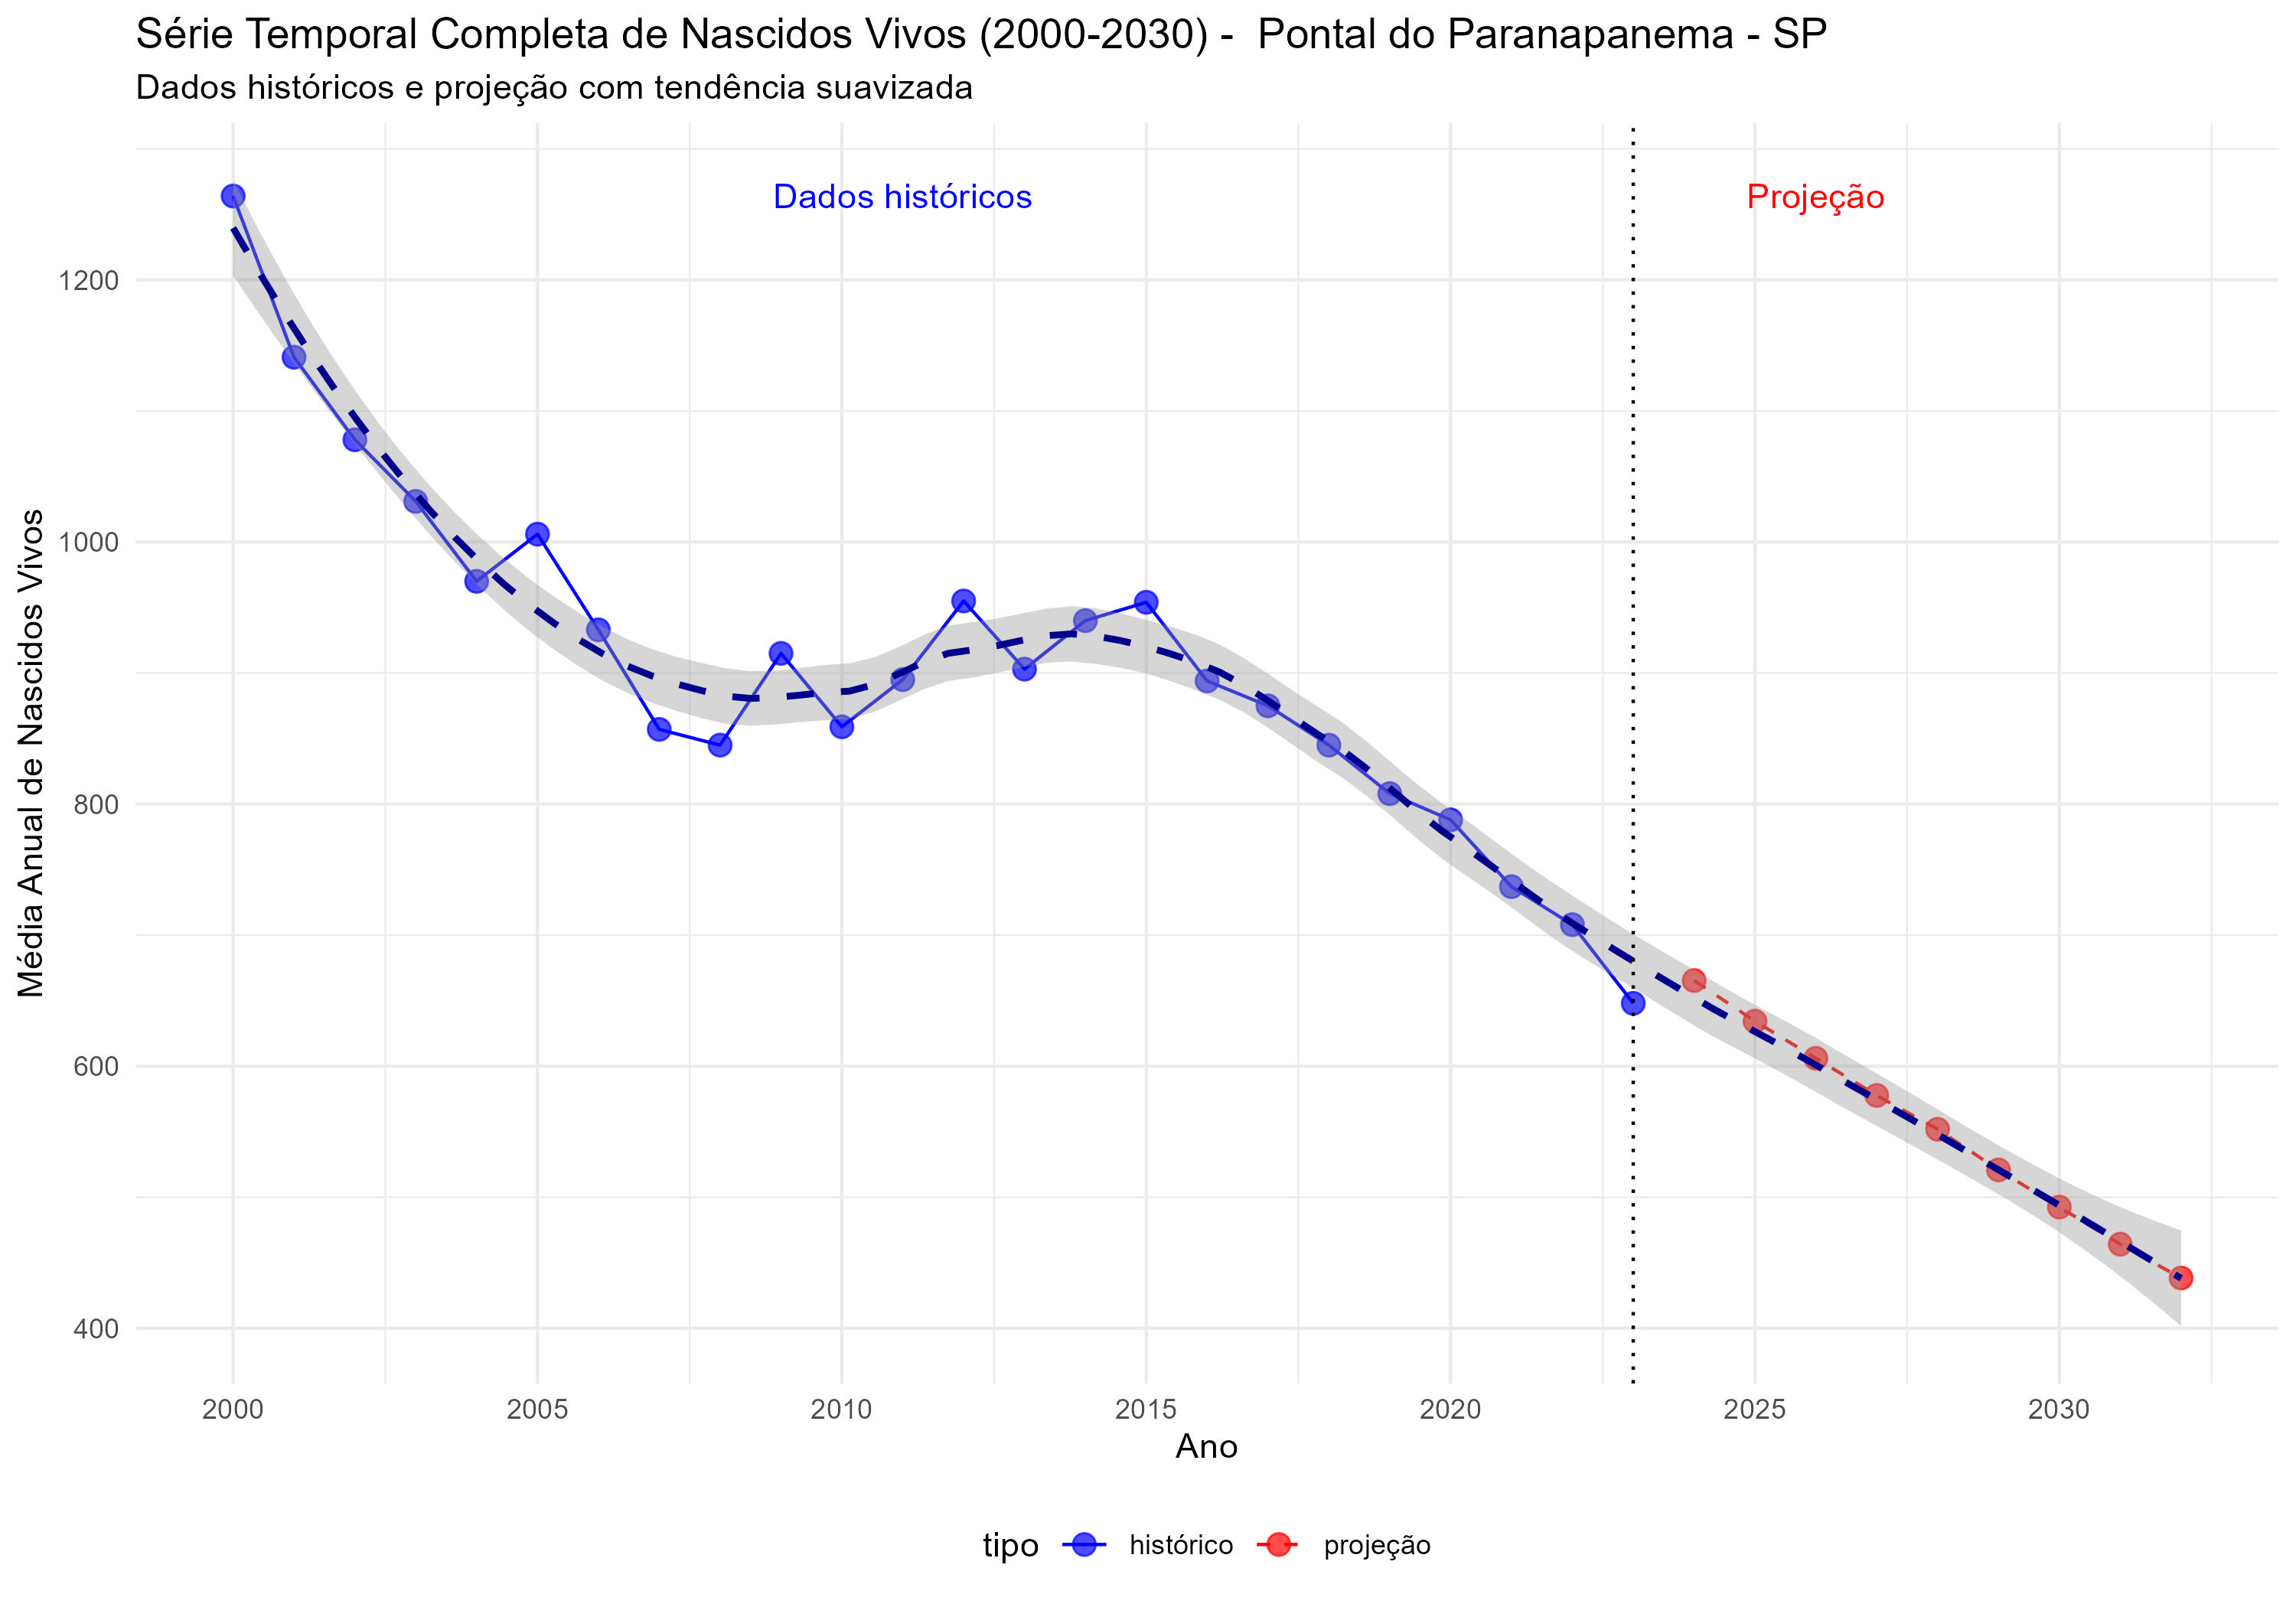 Série Temporal Completa de Nascidos Vivos (2000-2030) -  Pontal do Paranapanema - SP
Dados históricos e projeção com tendência suavizada
Dados históricos
Projeção
Média Anual de Nascidos Vivos
1200
1000
800
600
400
2000 2005 2010 2015 2020 2025 2030
Ano
tipo histórico projeção